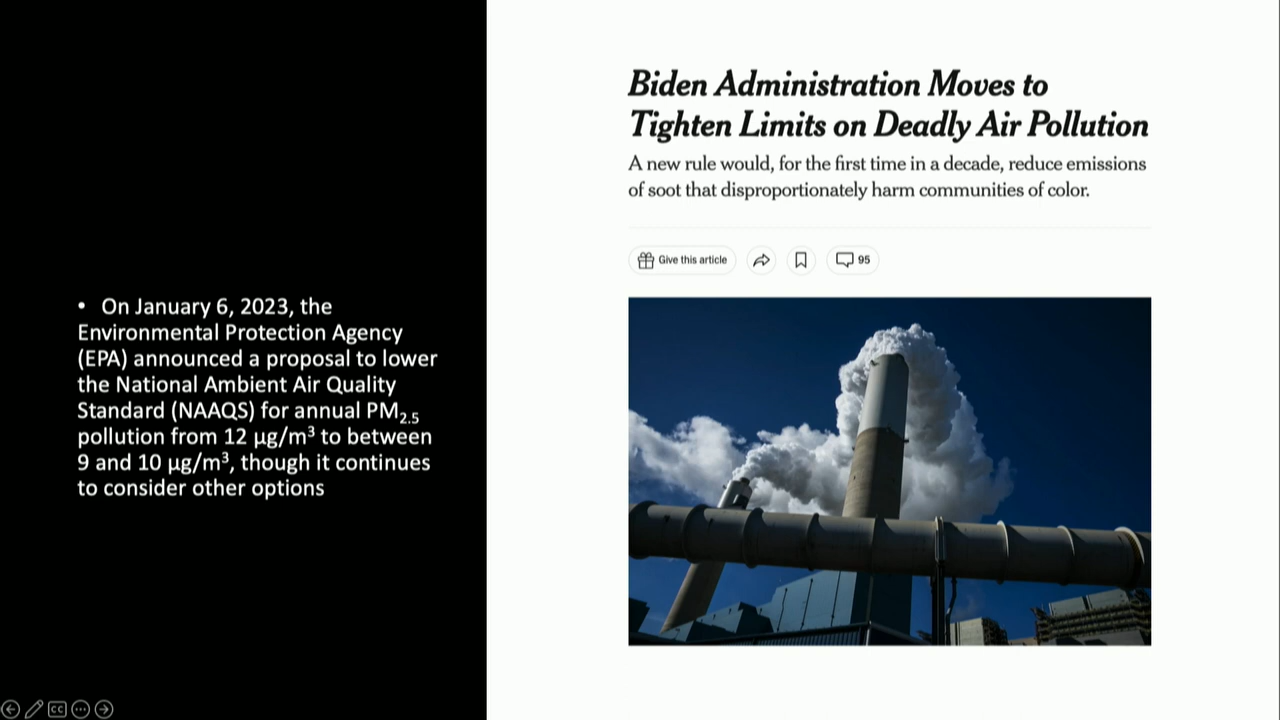 • On January 6, 2023, the
Environmental Protection Agency
(EPA) announced a proposal to lower
the National Ambient Air Quality
Standard (NAAQS) for annual PM₂.₅
pollution from 12 µg/m³ to between
9 and 10 µg/m³, though it continues
to consider other options
Biden Administration Moves to
Tighten Limits on Deadly Air Pollution
A new rule would, for the first time in a decade, reduce emissions
of soot that disproportionately harm communities of color.
Give this article
95
CC